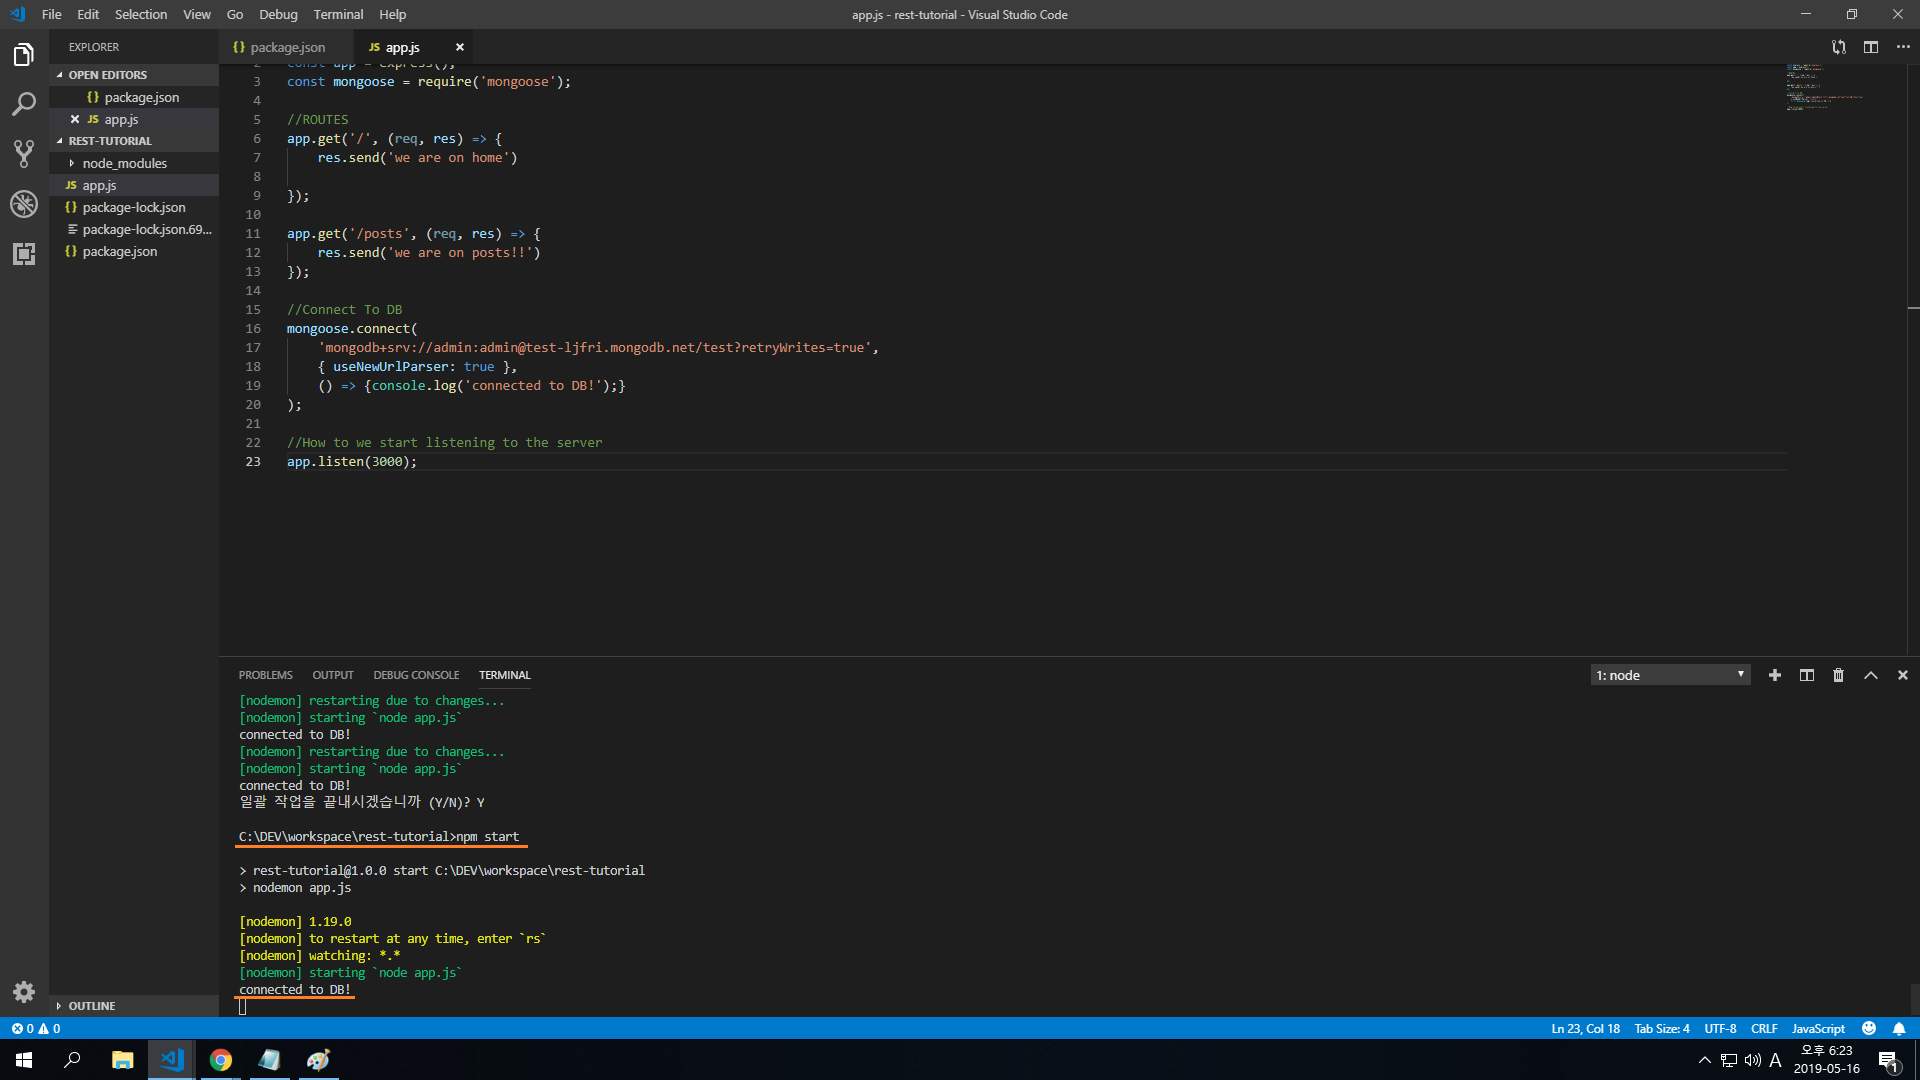 File Edit Selection View Go Debug Terminal Help
app.js - rest-tutorial - Visual Studio Code
EXPLORER
OPEN EDITORS
{} package.json
JS app.js
REST-TUTORIAL
node_modules
JS app.js
{} package-lock.json
package-lock.json.69...
{} package.json
OUTLINE
{} package.json
JS app.js
2 const app = express();
3 const mongoose = require('mongoose');
4
5 //ROUTES
6 app.get('/', (req, res) => {
7 res.send('we are on home')
8
9 });
10
11 app.get('/posts', (req, res) => {
12 res.send('we are on posts!!')
13 });
14
15 //Connect To DB
16 mongoose.connect(
17 'mongodb+srv://admin:admin@test-ljfri.mongodb.net/test?retryWrites=true',
18 { useNewUrlParser: true },
19 () => {console.log('connected to DB!');}
20 );
21
22 //How to we start listening to the server
23 app.listen(3000);
PROBLEMS OUTPUT DEBUG CONSOLE TERMINAL
1: node
[nodemon] restarting due to changes...
[nodemon] starting `node app.js`
connected to DB!
[nodemon] restarting due to changes...
[nodemon] starting `node app.js`
connected to DB!
일괄 작업을 끝내시겠습니까 (Y/N)? Y
C:\DEV\workspace\rest-tutorial>npm start
> rest-tutorial@1.0.0 start C:\DEV\workspace\rest-tutorial
> nodemon app.js
[nodemon] 1.19.0
[nodemon] to restart at any time, enter `rs`
[nodemon] watching: *.*
[nodemon] starting `node app.js`
connected to DB!
0 0
Ln 23, Col 18 Tab Size: 4 UTF-8 CRLF JavaScript
A
오후 6:23
2019-05-16
1